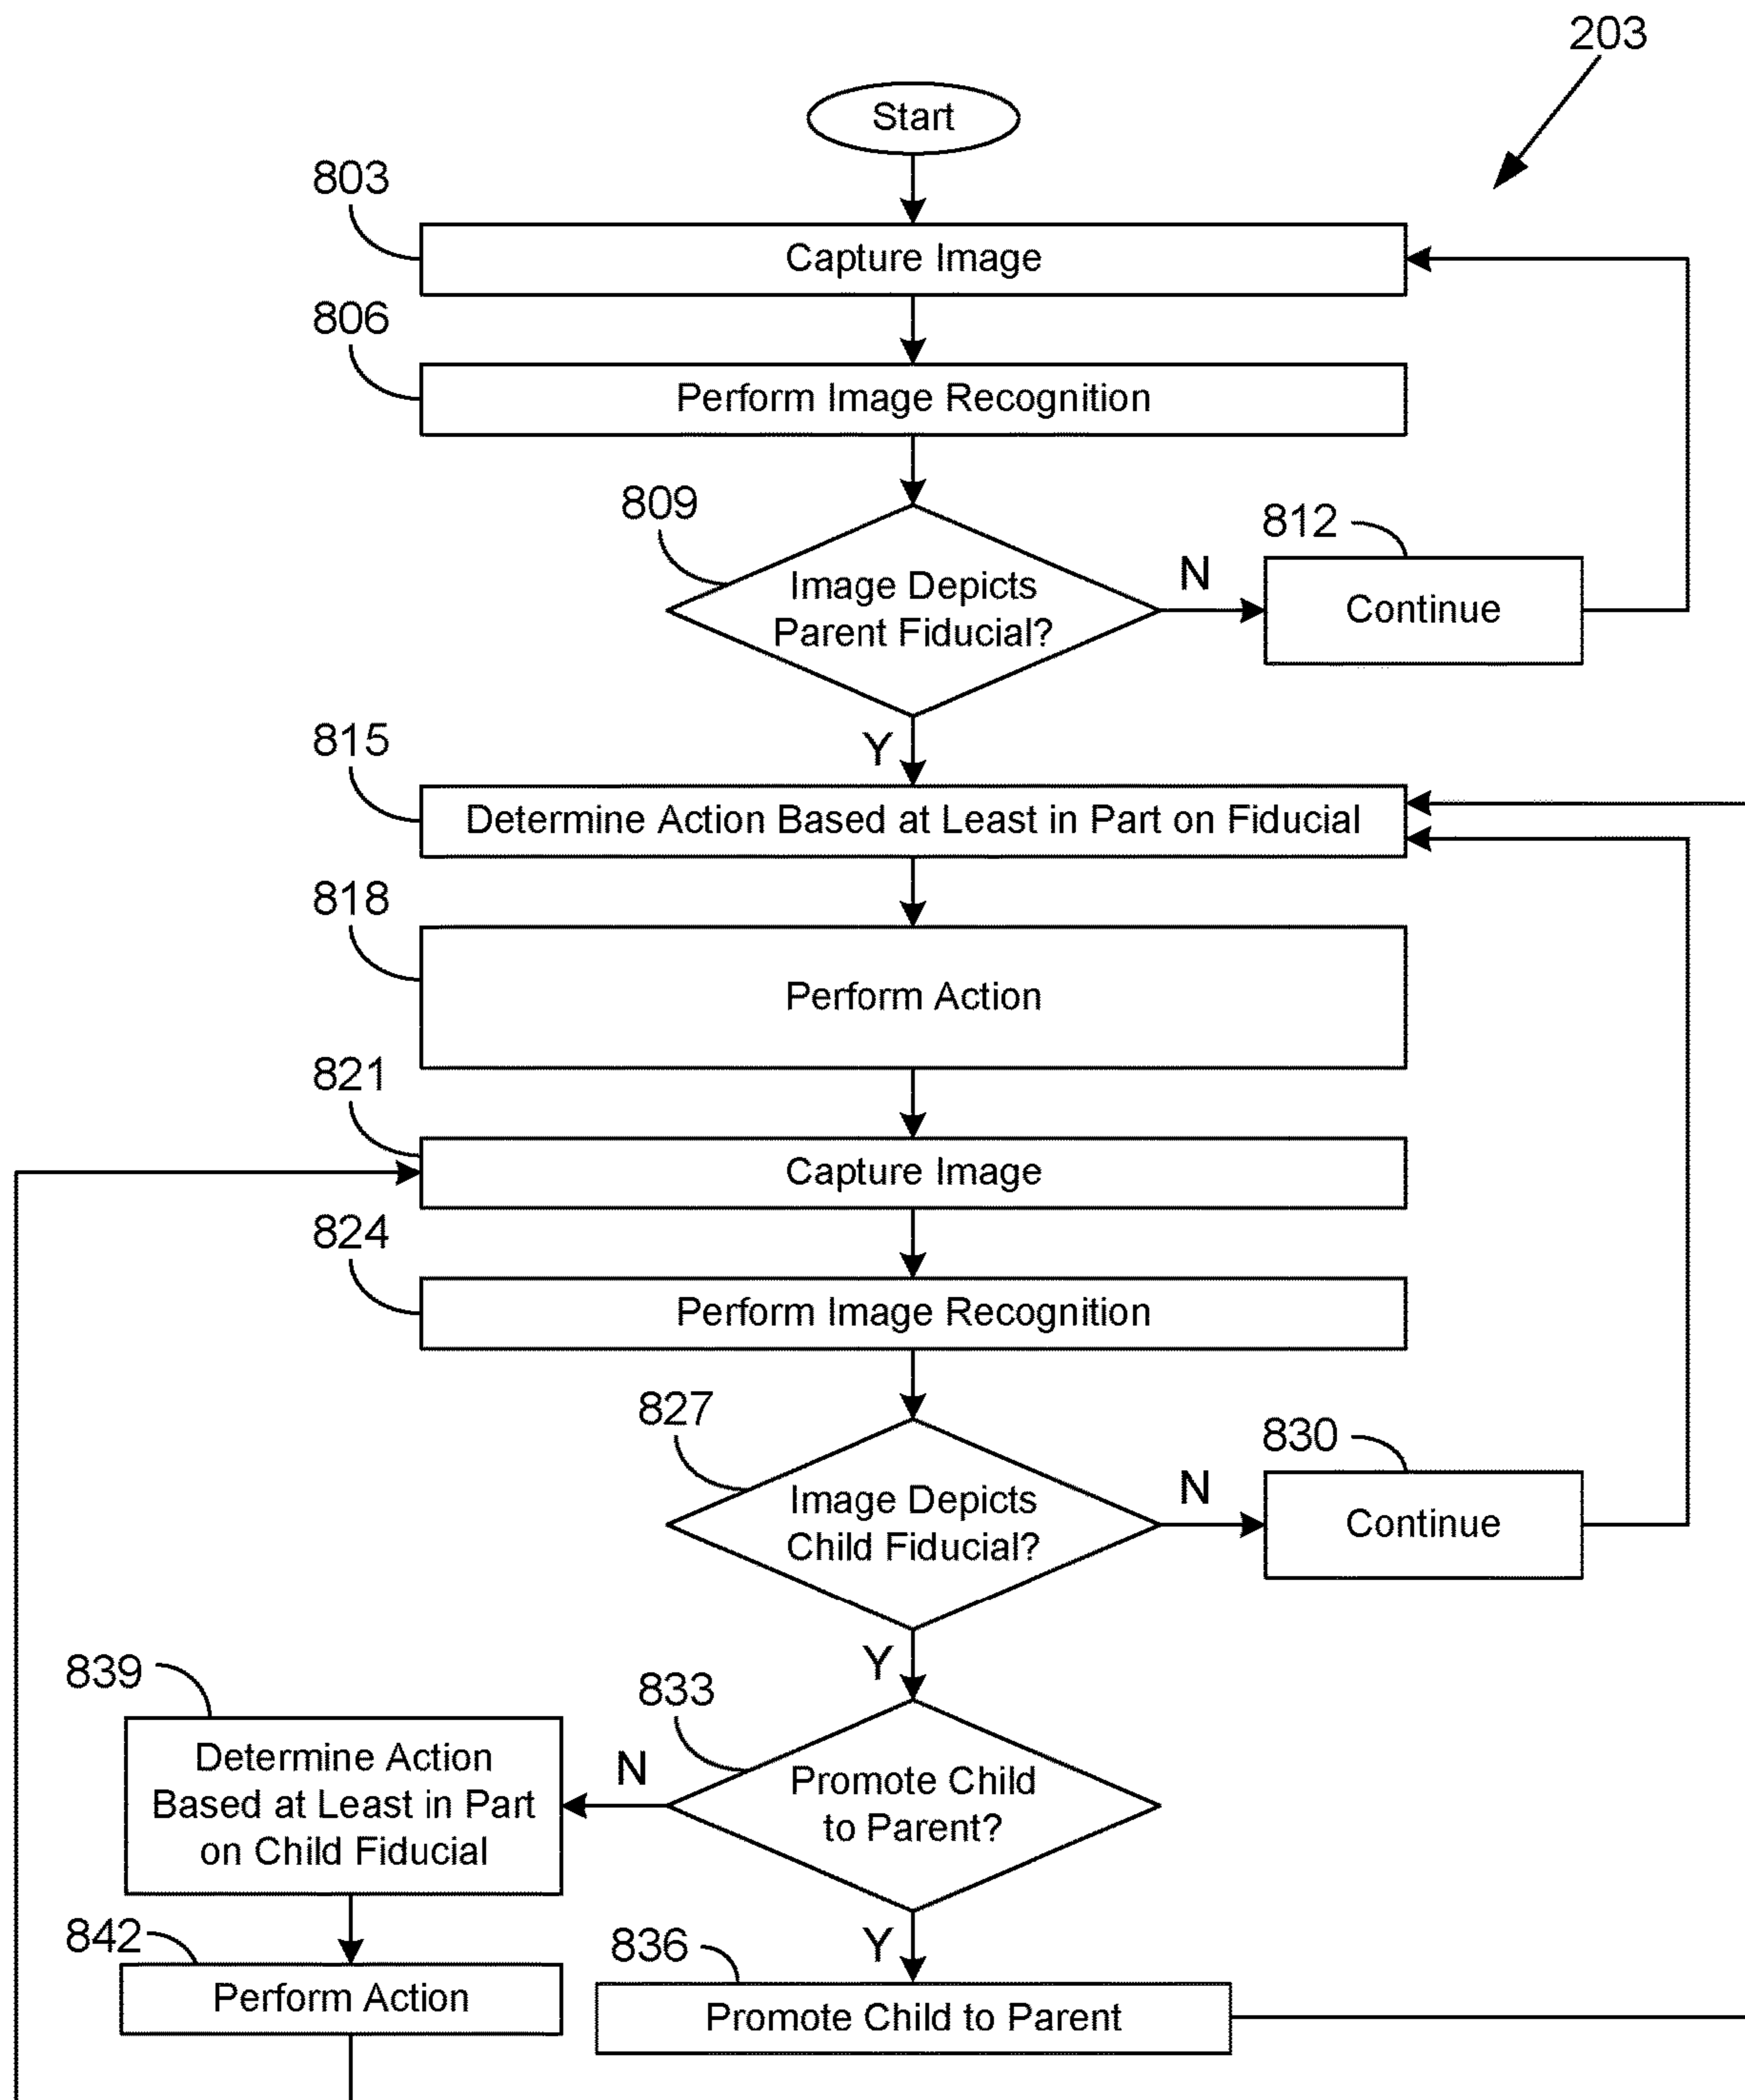 203
Start
803
Capture Image
806
Perform Image Recognition
809
812
Image Depicts
Parent Fiducial?
N
Continue
815
Y
Determine Action Based at Least in Part on Fiducial
818
Perform Action
821
Capture Image
824
Perform Image Recognition
827
830
Image Depicts
Child Fiducial?
N
Continue
839
Y
833
Determine Action
Based at Least in Part
on Child Fiducial
N
Promote Child
to Parent?
842
Y
836
Perform Action
Promote Child to Parent